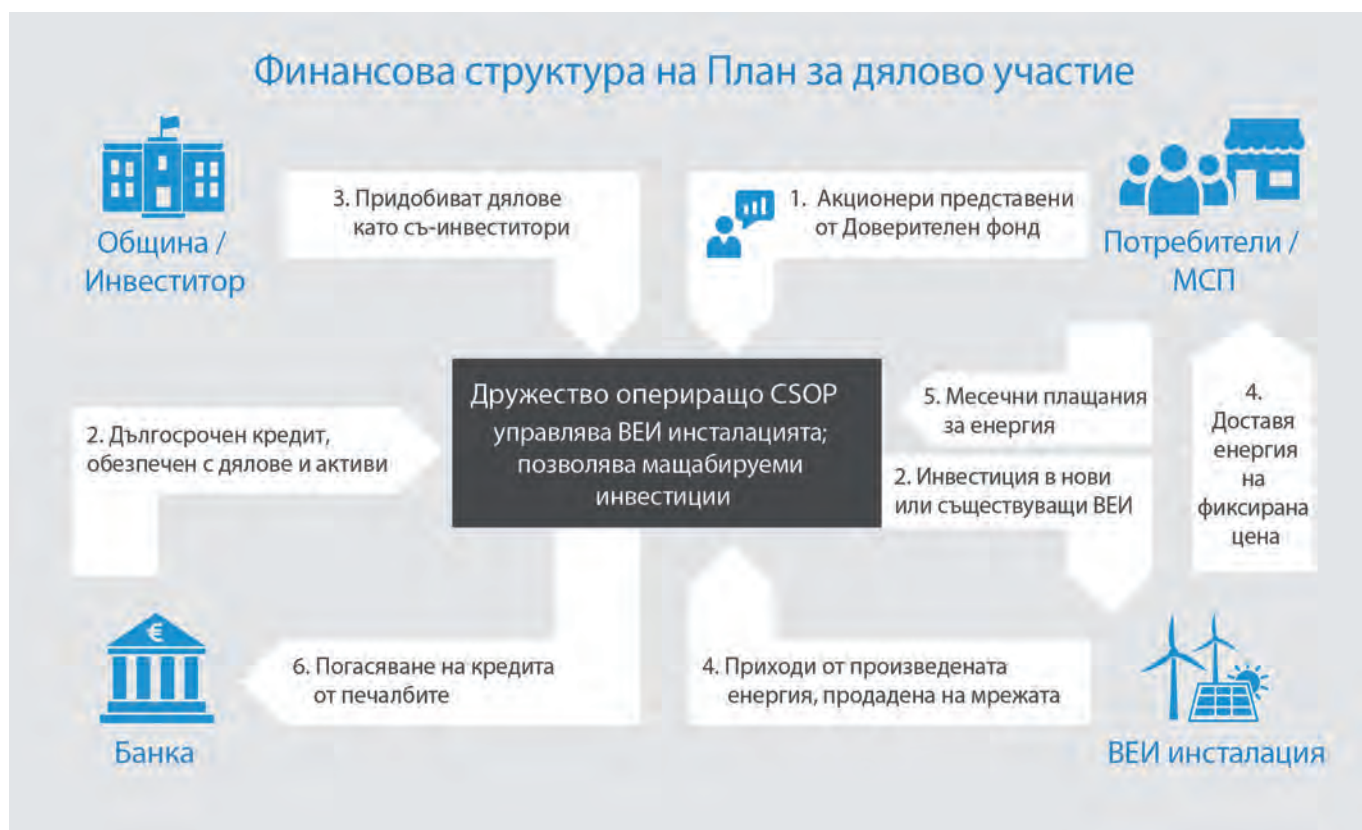 Финансова структура на План за дялово участие
Община /
Инвеститор
3. Придобиват дялове
като съ-инвеститори
1. Акционери представени
от Доверителен фонд
Потребители /
МСП
Дружество опериращо CSOP
управлява ВЕИ инсталацията;
позволява мащабируеми
инвестиции
2. Дългосрочен кредит,
обезпечен с дялове и активи
5. Месечни плащания
за енергия
2. Инвестиция в нови
или съществуващи ВЕИ
4.
Доставя
енергия
на
фиксирана
цена
€
Банка
6. Погасяване на кредита
от печалбите
4. Приходи от произведената
енергия, продадена на мрежата
ВЕИ инсталация